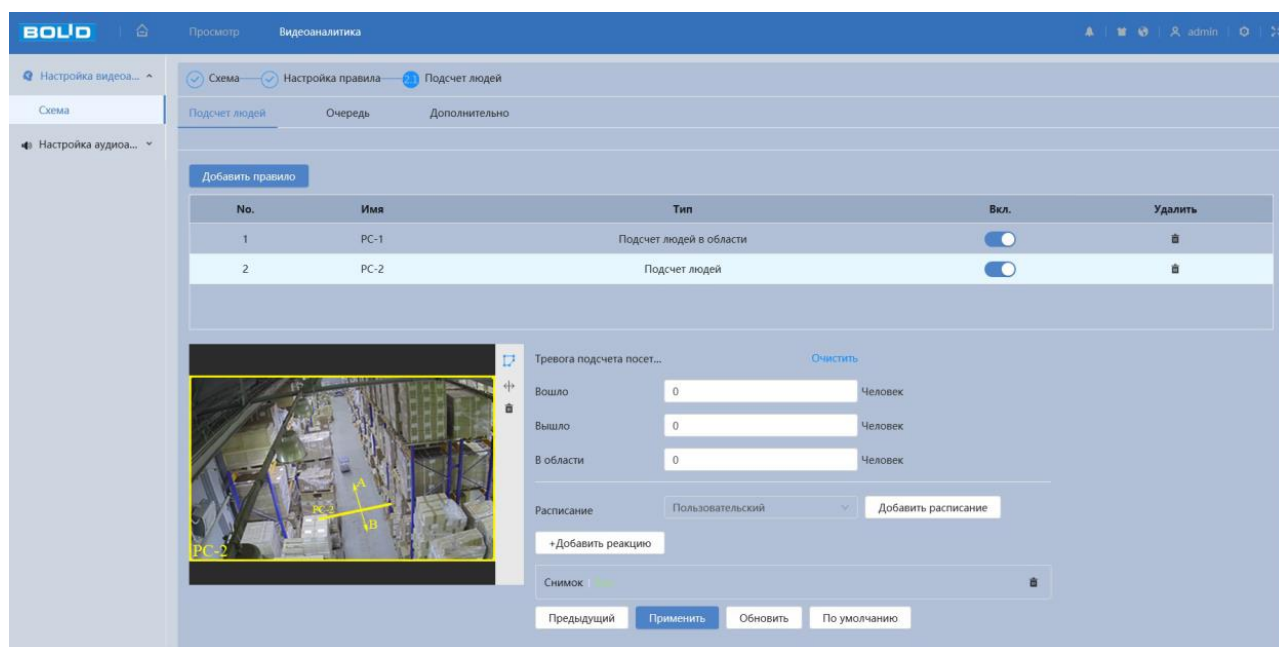 BOLID Просмотр Видеоаналитика admin
Настройка видеоа...
Схема
Настройка аудиоа...
Схема Настройка правила 2.1 Подсчет людей
Подсчет людей Очередь Дополнительно
Добавить правило
No. Имя Тип Вкл. Удалить
1 PC-1 Подсчет людей в области
2 PC-2 Подсчет людей
Тревога подсчета посет... Очистить
Вошло 0 Человек
Вышло 0 Человек
В области 0 Человек
A
PC-2
B
PC-2
Расписание Пользовательский Добавить расписание
+Добавить реакцию
Снимок
Предыдущий Применить Обновить По умолчанию